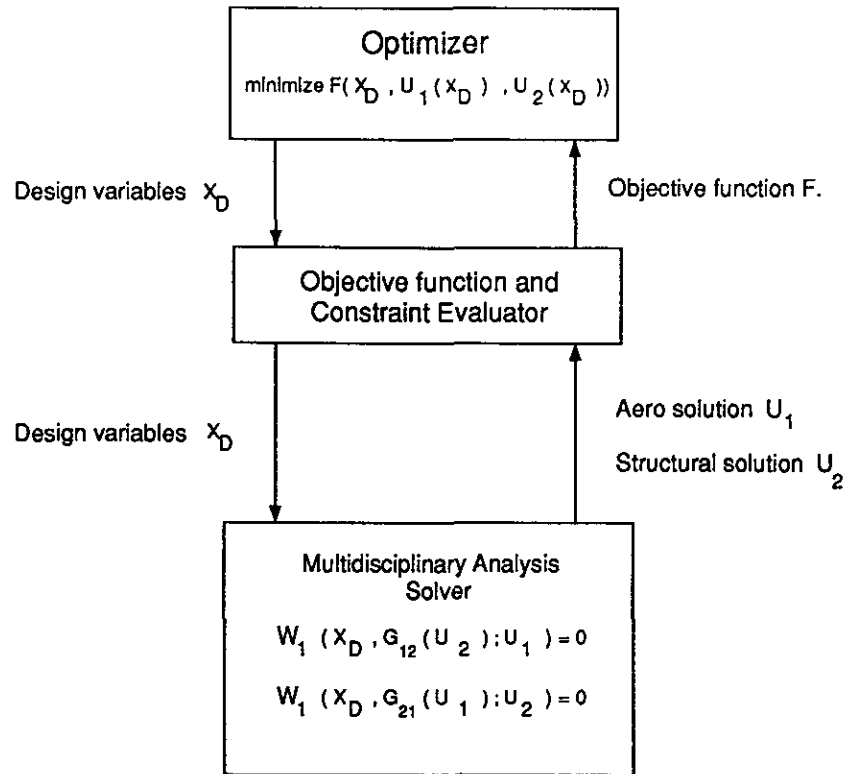 Optimizer
minimize F( X_D , U_1 ( X_D ) , U_2 ( X_D ))
Design variables X_D
Objective function F.
Objective function and
Constraint Evaluator
Design variables X_D
Aero solution U_1
Structural solution U_2
Multidisciplinary Analysis
Solver
W_1 ( X_D , G_12 ( U_2 ) ; U_1 ) = 0
W_1 ( X_D , G_21 ( U_1 ) ; U_2 ) = 0